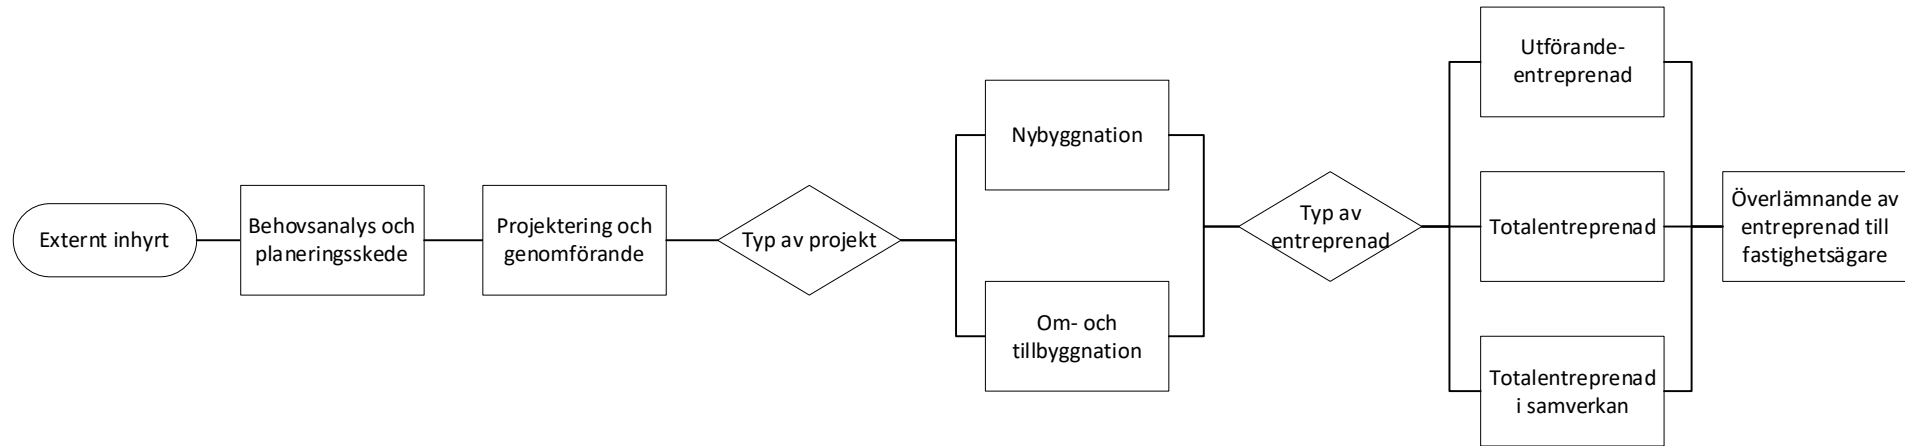 Externt inhyrt
Behovsanalys och
planeringsskede
Projektering och
genomförande
Typ av projekt
Nybyggnation
Om- och
tillbyggnation
Typ av
entreprenad
Utförande-
entreprenad
Totalentreprenad
Totalentreprenad
i samverkan
Överlämnande av
entreprenad till
fastighetsägare